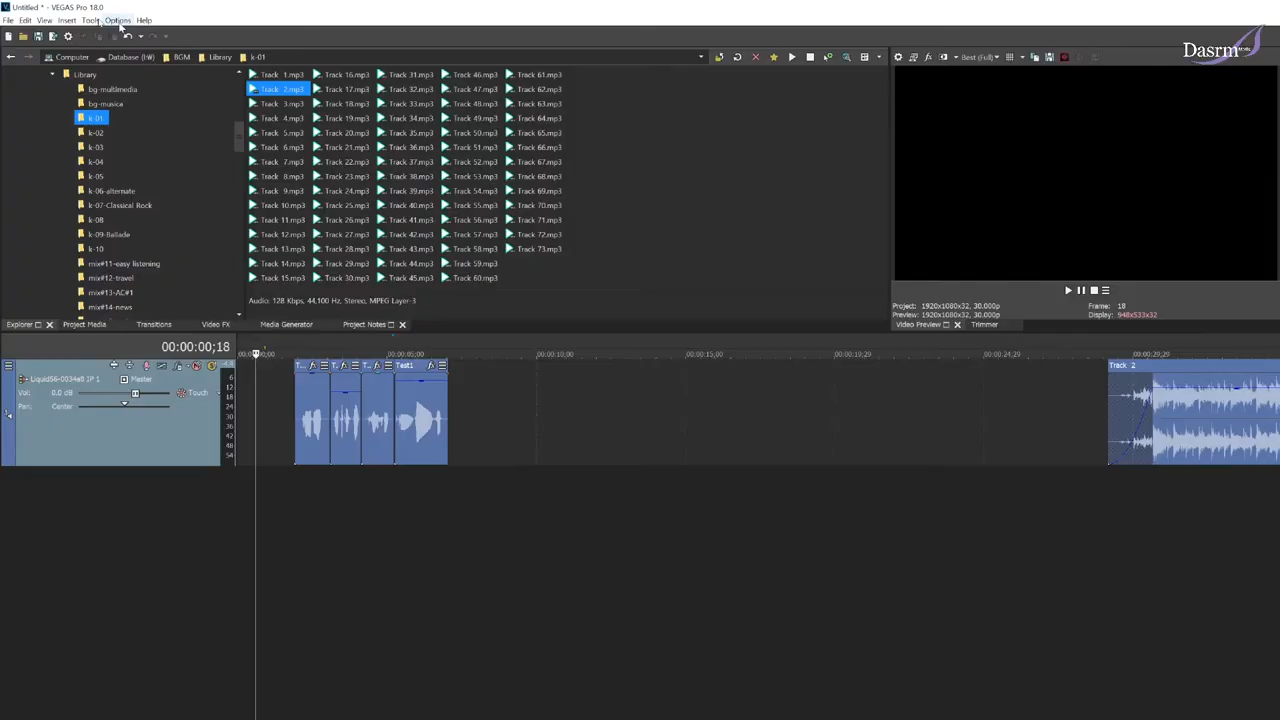 Untitled * - VEGAS Pro 18.0
File Edit View Insert Tools Options Help
Dasrm
Computer Database (W:) BGM Library k-01
Best (Full)
Library
bg-multimedia
bg-musica
k-01
k-02
k-03
k-04
k-05
k-06-alternate
k-07-Classical Rock
k-08
k-09-Ballade
k-10
mix#11-easy listening
mix#12-travel
mix#13-AC#1
mix#14-news
Track 1.mp3 Track 16.mp3 Track 31.mp3 Track 46.mp3 Track 61.mp3
Track 2.mp3 Track 17.mp3 Track 32.mp3 Track 47.mp3 Track 62.mp3
Track 3.mp3 Track 18.mp3 Track 33.mp3 Track 48.mp3 Track 63.mp3
Track 4.mp3 Track 19.mp3 Track 34.mp3 Track 49.mp3 Track 64.mp3
Track 5.mp3 Track 20.mp3 Track 35.mp3 Track 50.mp3 Track 65.mp3
Track 6.mp3 Track 21.mp3 Track 36.mp3 Track 51.mp3 Track 66.mp3
Track 7.mp3 Track 22.mp3 Track 37.mp3 Track 52.mp3 Track 67.mp3
Track 8.mp3 Track 23.mp3 Track 38.mp3 Track 53.mp3 Track 68.mp3
Track 9.mp3 Track 24.mp3 Track 39.mp3 Track 54.mp3 Track 69.mp3
Track 10.mp3 Track 25.mp3 Track 40.mp3 Track 55.mp3 Track 70.mp3
Track 11.mp3 Track 26.mp3 Track 41.mp3 Track 56.mp3 Track 71.mp3
Track 12.mp3 Track 27.mp3 Track 42.mp3 Track 57.mp3 Track 72.mp3
Track 13.mp3 Track 28.mp3 Track 43.mp3 Track 58.mp3 Track 73.mp3
Track 14.mp3 Track 29.mp3 Track 44.mp3 Track 59.mp3
Track 15.mp3 Track 30.mp3 Track 45.mp3 Track 60.mp3
Audio: 128 Kbps, 44,100 Hz, Stereo, MPEG Layer-3
Project: 1920x1080x32, 30.000p Frame: 18
Preview: 1920x1080x32, 30.000p Display: 948x533x32
Explorer Project Media Transitions Video FX Media Generator Project Notes
Video Preview Trimmer
00:00:00;18
00:00:05;00 00:00:10;00 00:00:15;00 00:00:19;29 00:00:24;29 00:00:29;29
T... T. T.. Test1 Track 2
Liquid56-0034e8 IP 1 Master
Vol: 0.0 dB Touch
Pan: Center
6
12
18
24
30
36
42
48
54